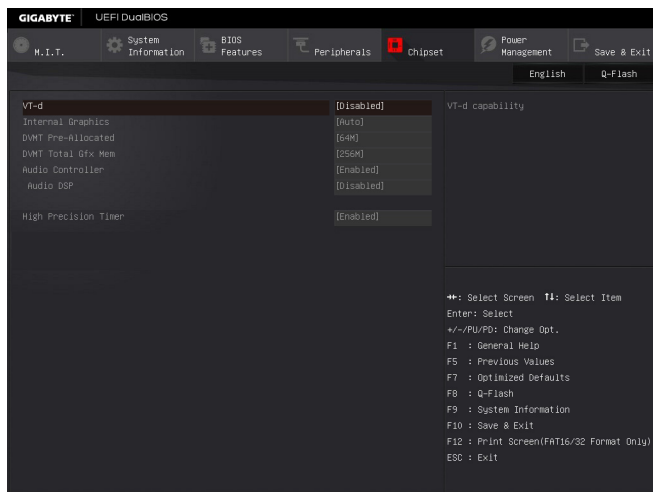 GIGABYTE™ UEFI DualBIOS
M.I.T.
System Information
BIOS Features
Peripherals
Chipset
Power Management
Save & Exit
English Q-Flash
VT-d [Disabled] VT-d capability
Internal Graphics [Auto]
DVMT Pre-Allocated [64M]
DVMT Total Gfx Mem [256M]
Audio Controller [Enabled]
Audio DSP [Disabled]
High Precision Timer [Enabled]
→←: Select Screen ↑↓: Select Item
Enter: Select
+/-/PU/PD: Change Opt.
F1 : General Help
F5 : Previous Values
F7 : Optimized Defaults
F8 : Q-Flash
F9 : System Information
F10 : Save & Exit
F12 : Print Screen(FAT16/32 Format Only)
ESC : Exit